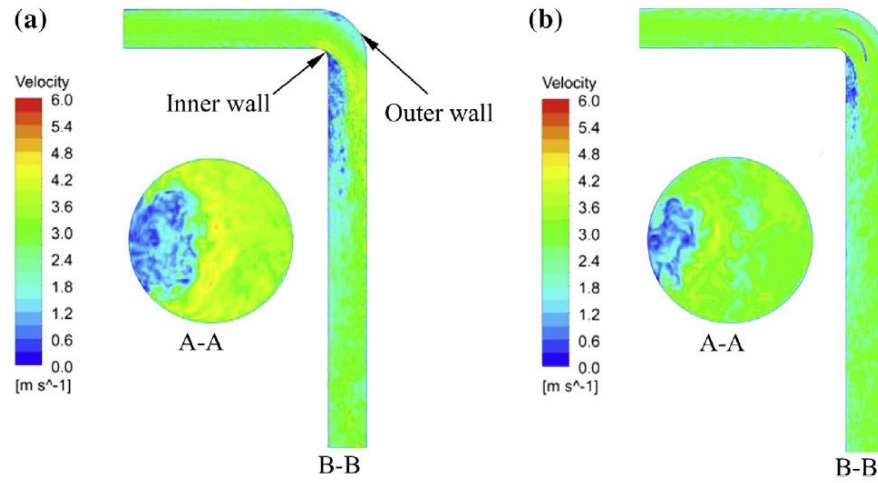 (a)
Velocity
6.0
5.4
4.8
4.2
3.6
3.0
2.4
1.8
1.2
0.6
0.0
[m s^-1]
Inner wall
Outer wall
A-A
B-B
(b)
Velocity
6.0
5.4
4.8
4.2
3.6
3.0
2.4
1.8
1.2
0.6
0.0
[m s^-1]
A-A
B-B